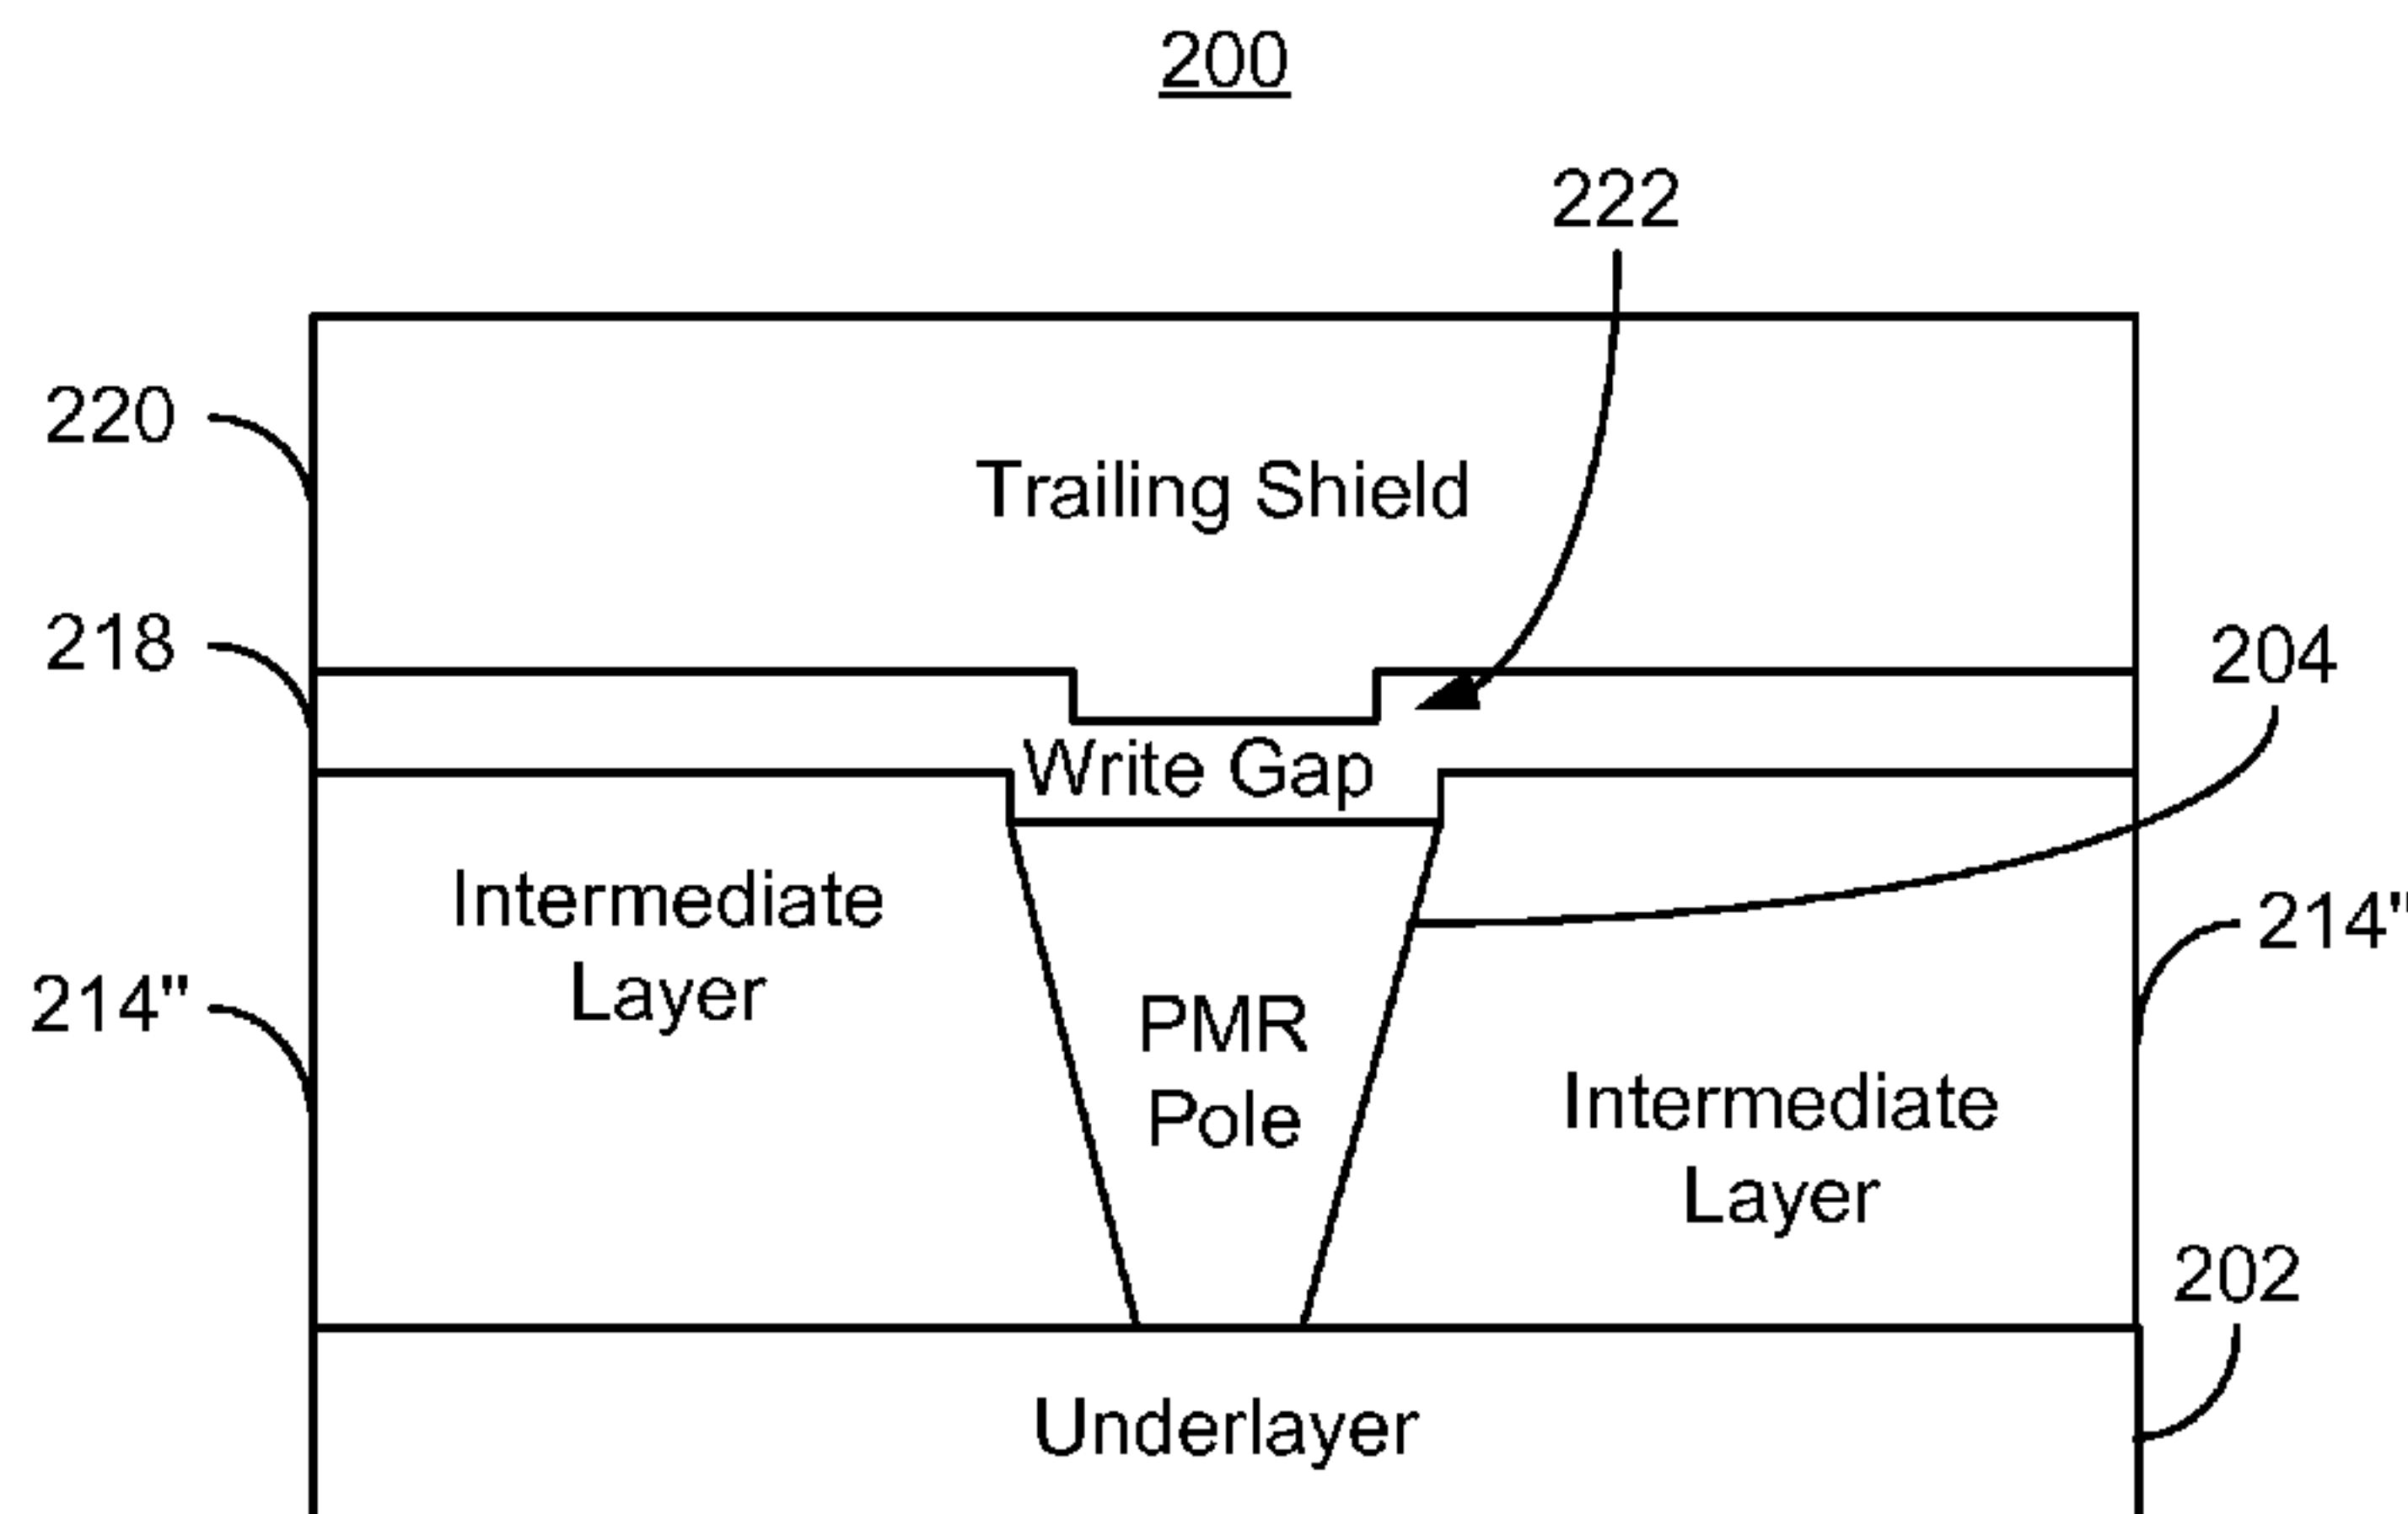 200
222
220
Trailing Shield
218
204
Write Gap
Intermediate
Layer
214"
214"
PMR
Pole
Intermediate
Layer
202
Underlayer